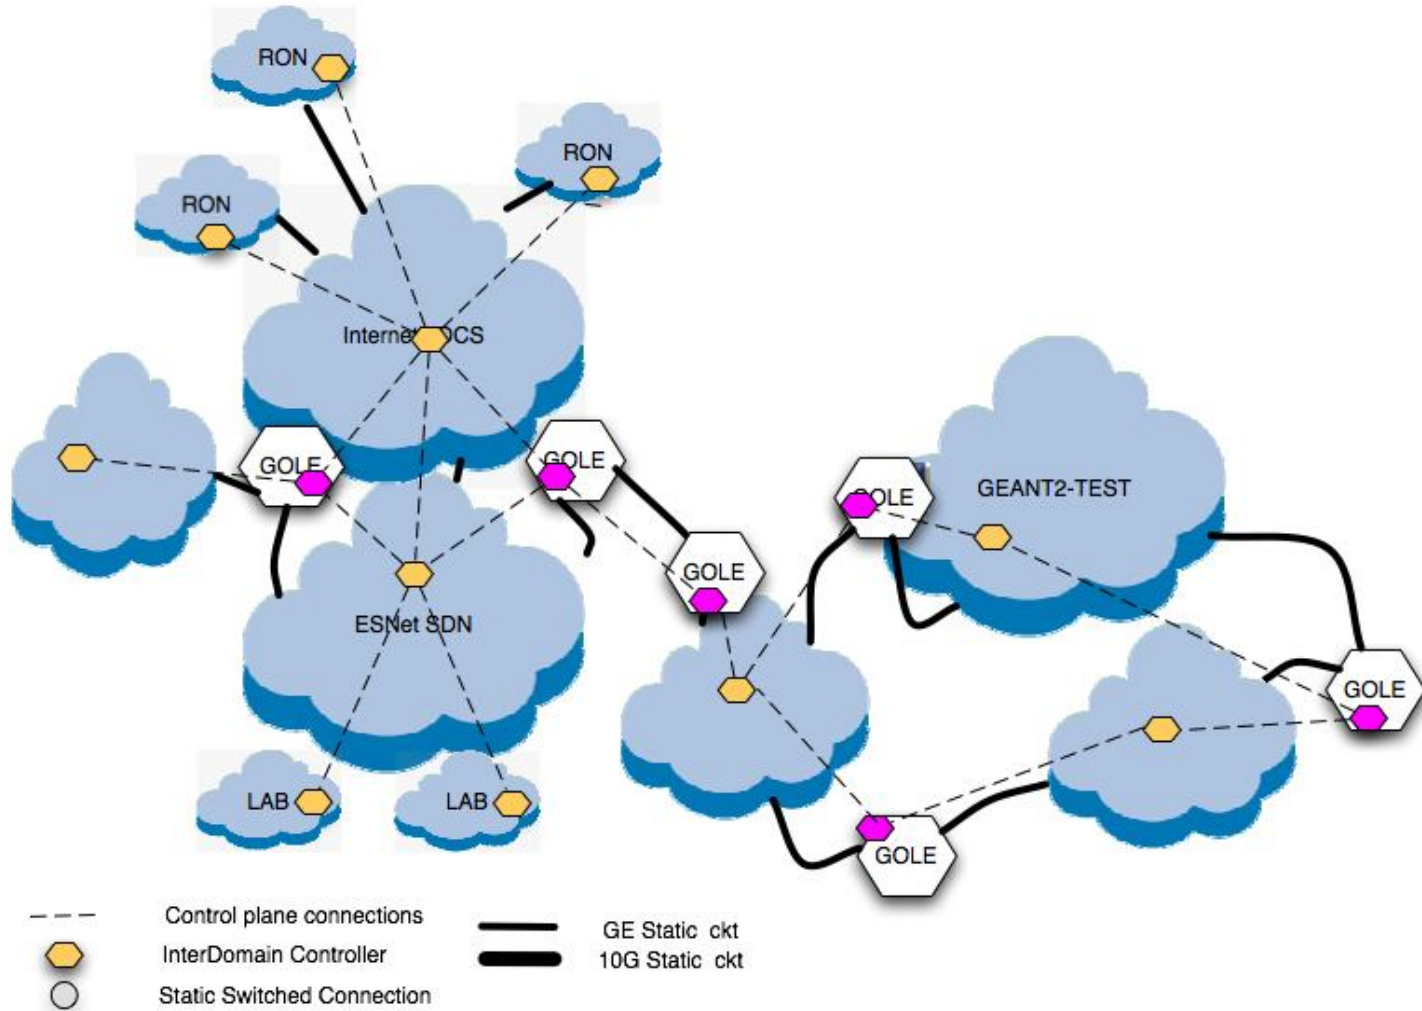 RON
RON
RON
Internet DCS
GOLE
GOLE
GOLE
GEANT2-TEST
GOLE
ESNet SDN
GOLE
LAB
LAB
GOLE
Control plane connections
GE Static ckt
InterDomain Controller
10G Static ckt
Static Switched Connection